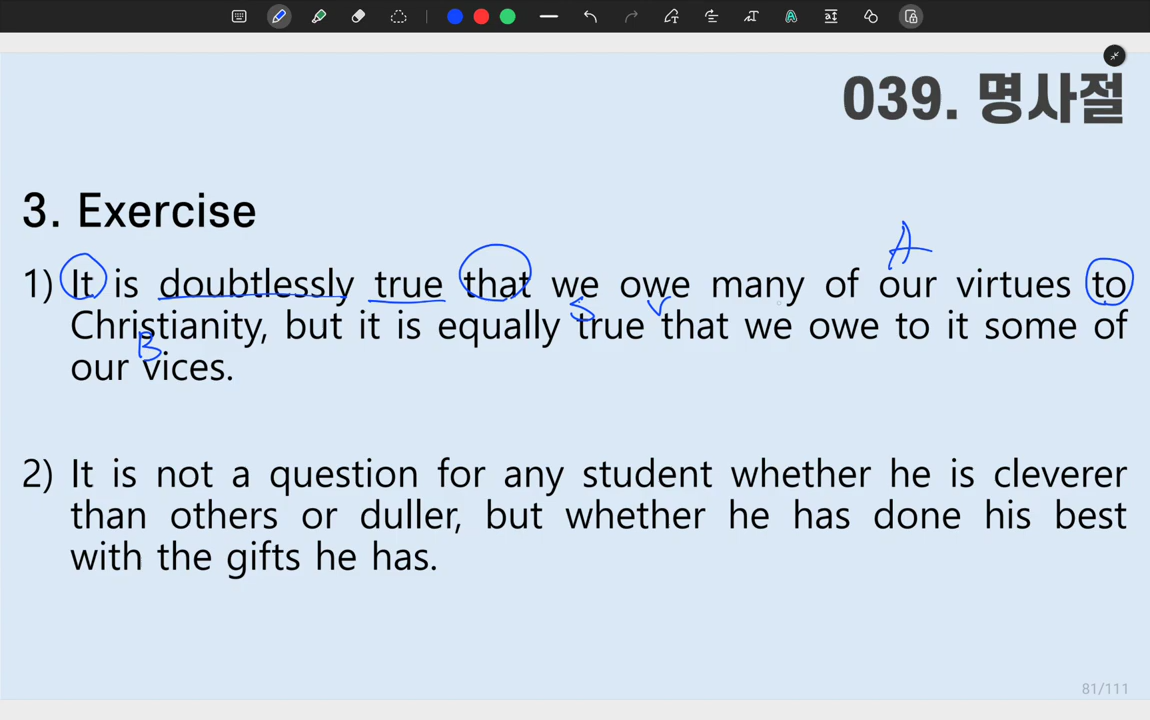 039. 명사절
3. Exercise
A
1) It is doubtlessly true that we owe many of our virtues to
S V
Christianity, but it is equally true that we owe to it some of
B
our vices.
2) It is not a question for any student whether he is cleverer
than others or duller, but whether he has done his best
with the gifts he has.
81/111